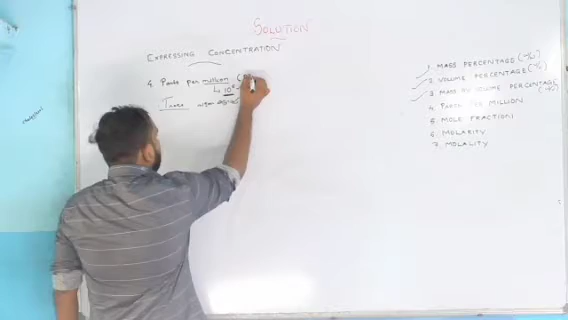 SOLUTION
EXPRESSING CONCENTRATION
4. Parts per million (
↳ 10⁶
Trace
1. MASS PERCENTAGE (%)
2. VOLUME PERCENTAGE (%)
3. MASS BY VOLUME PERCENTAGE (%)
4. PARTS PER MILLION
5. MOLE FRACTION
6. MOLARITY
7. MOLALITY